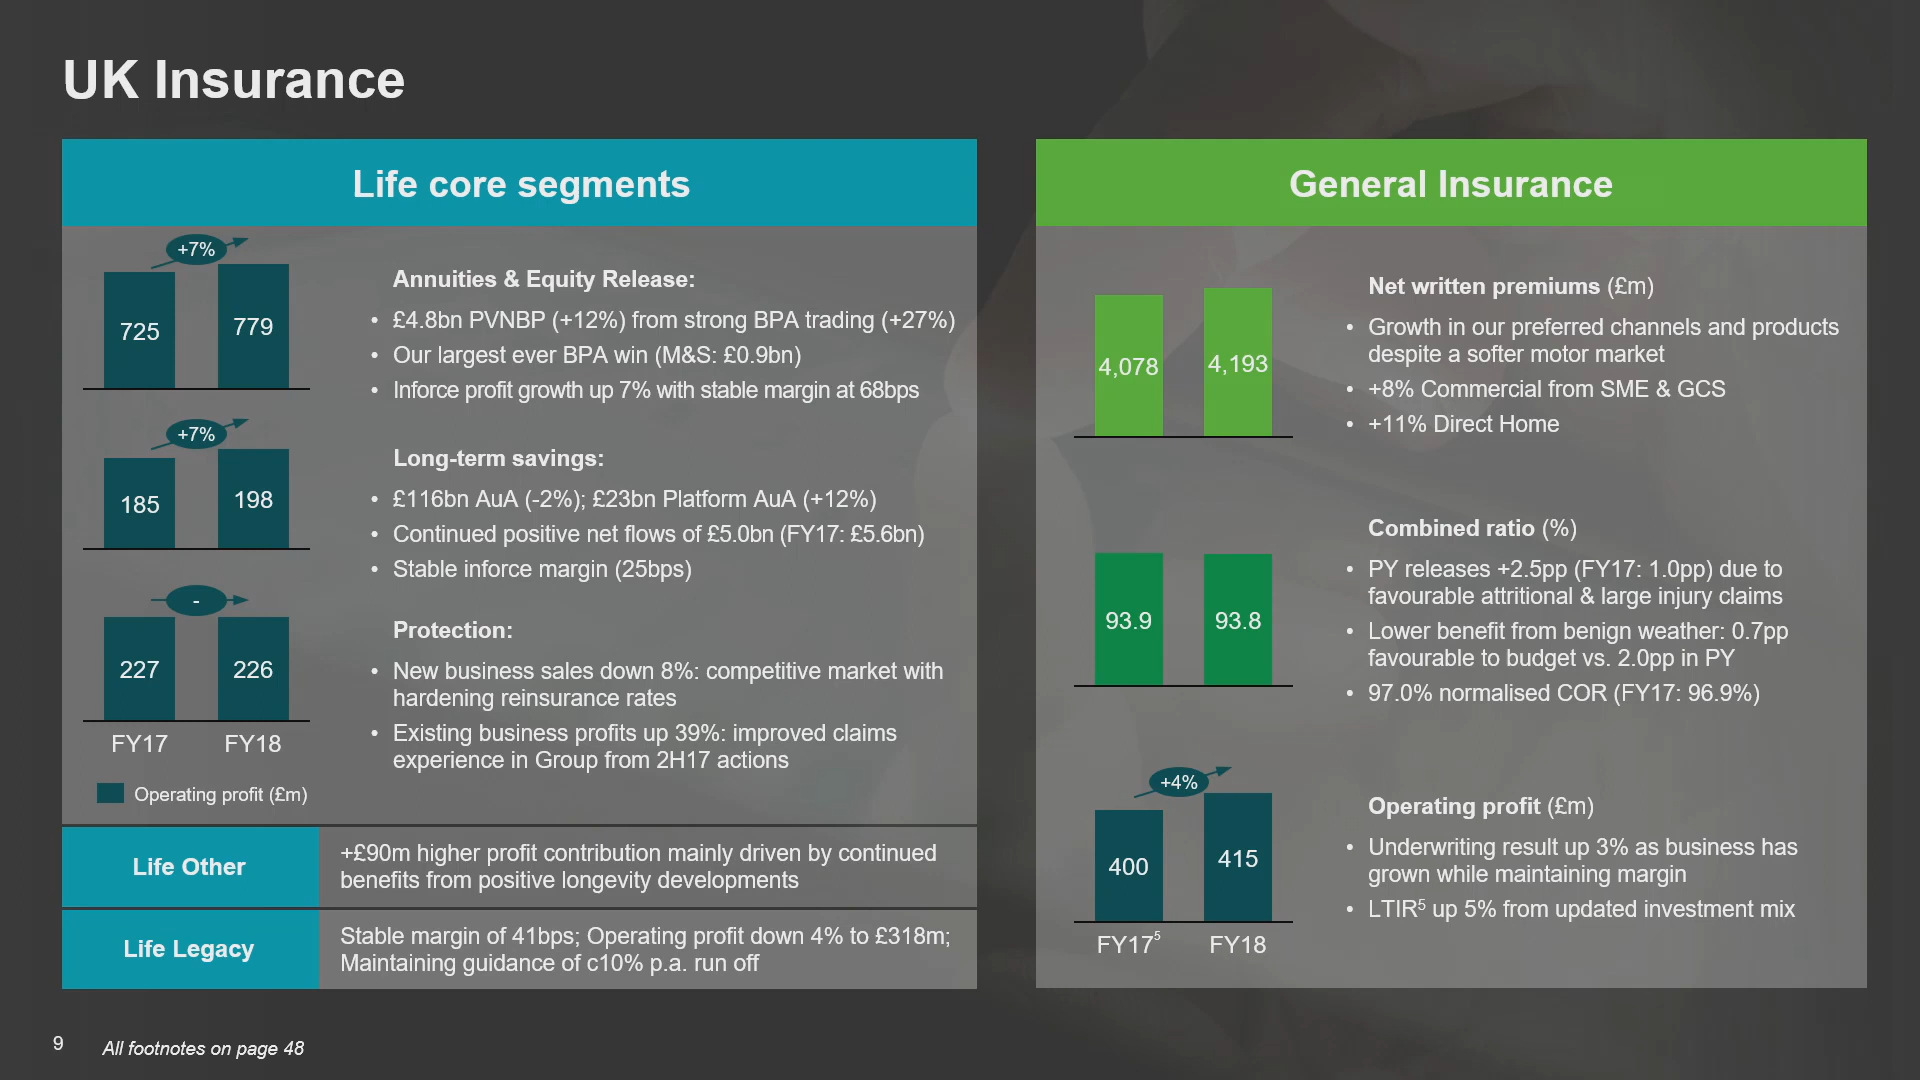 UK Insurance
Life core segments
+7%
725
779
Annuities & Equity Release:
• £4.8bn PVNBP (+12%) from strong BPA trading (+27%)
• Our largest ever BPA win (M&S: £0.9bn)
• Inforce profit growth up 7% with stable margin at 68bps
+7%
185
198
Long-term savings:
• £116bn AuA (-2%); £23bn Platform AuA (+12%)
• Continued positive net flows of £5.0bn (FY17: £5.6bn)
• Stable inforce margin (25bps)
-
227
226
FY17
FY18
Protection:
• New business sales down 8%: competitive market with
hardening reinsurance rates
• Existing business profits up 39%: improved claims
experience in Group from 2H17 actions
Operating profit (£m)
Life Other
+£90m higher profit contribution mainly driven by continued
benefits from positive longevity developments
Life Legacy
Stable margin of 41bps; Operating profit down 4% to £318m;
Maintaining guidance of c10% p.a. run off
General Insurance
4,078
4,193
Net written premiums (£m)
• Growth in our preferred channels and products
despite a softer motor market
• +8% Commercial from SME & GCS
• +11% Direct Home
93.9
93.8
Combined ratio (%)
• PY releases +2.5pp (FY17: 1.0pp) due to
favourable attritional & large injury claims
• Lower benefit from benign weather: 0.7pp
favourable to budget vs. 2.0pp in PY
• 97.0% normalised COR (FY17: 96.9%)
+4%
400
415
FY17⁵
FY18
Operating profit (£m)
• Underwriting result up 3% as business has
grown while maintaining margin
• LTIR⁵ up 5% from updated investment mix
9
All footnotes on page 48